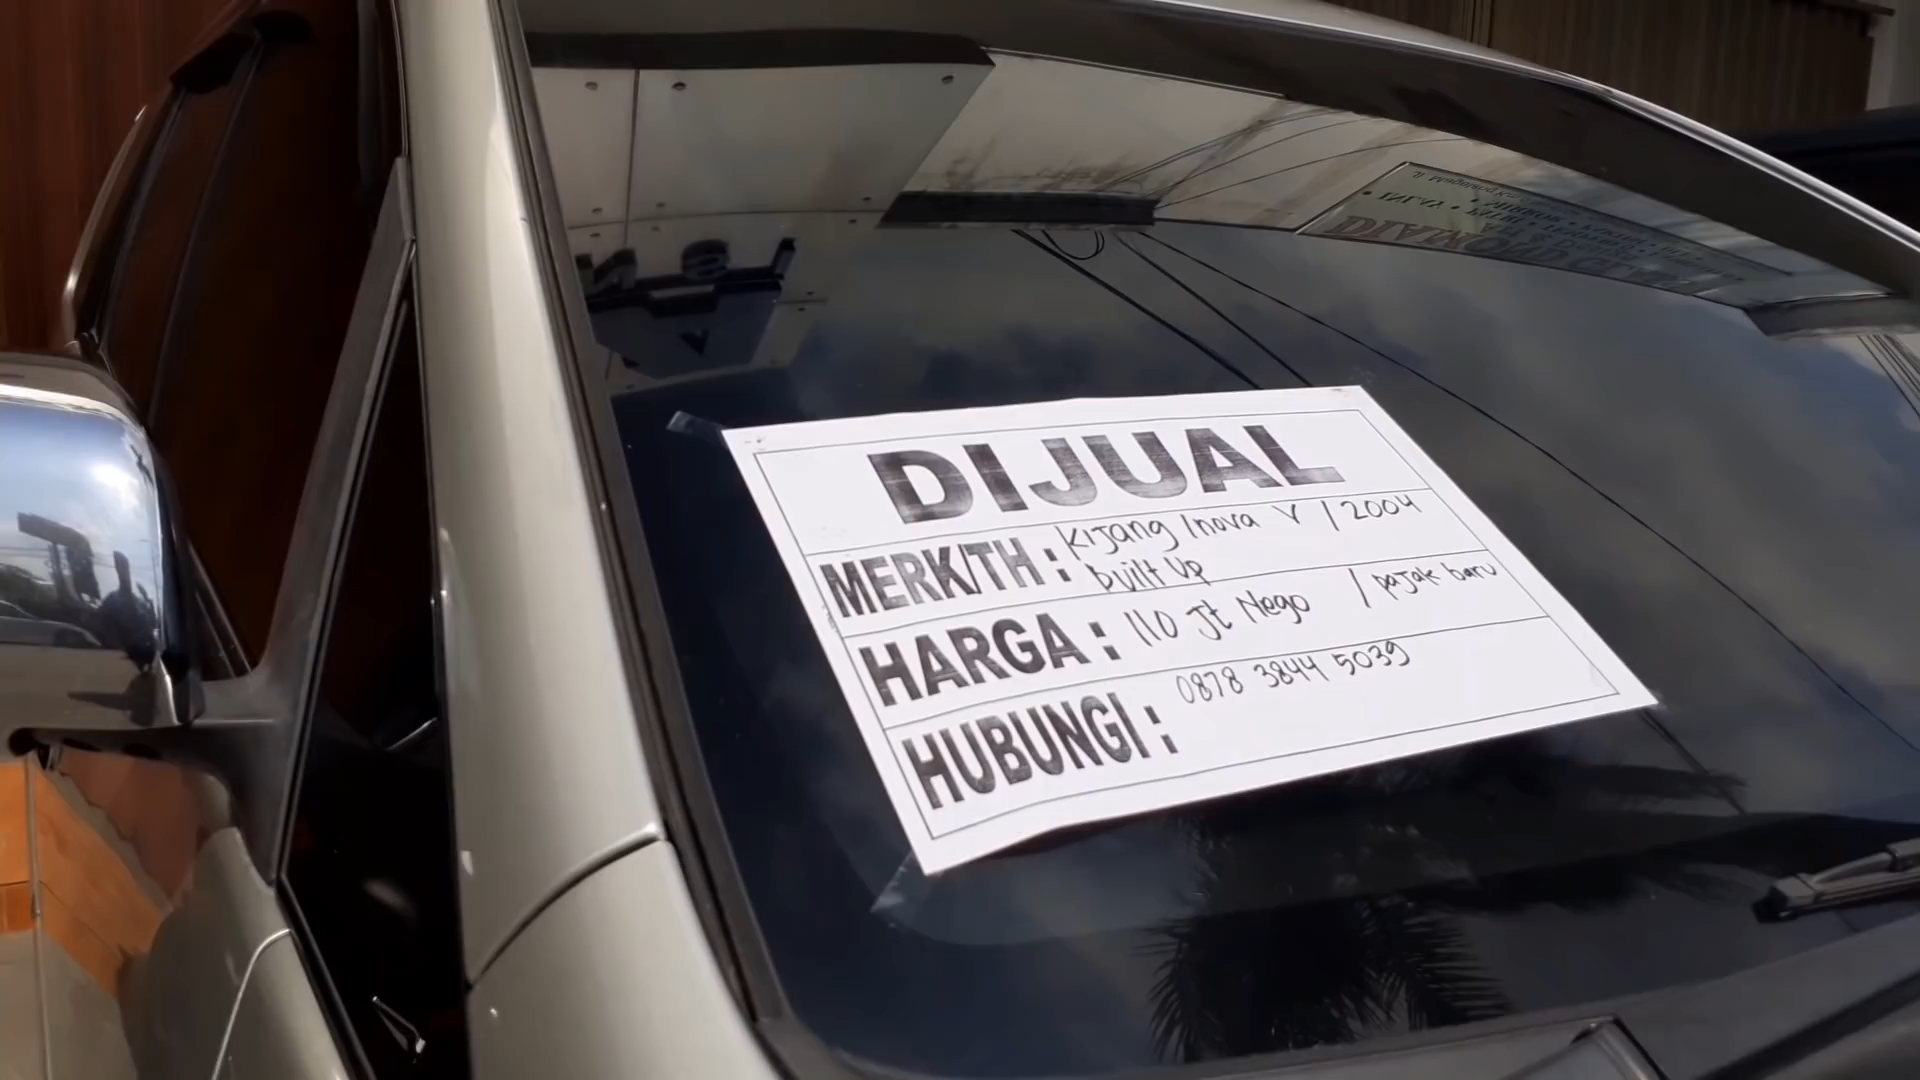 DIJUAL
MERK/TH : Kijang Inova V / 2004
built Up
HARGA : 110 Jt Nego / pajak baru
HUBUNGI : 0878 3844 5039